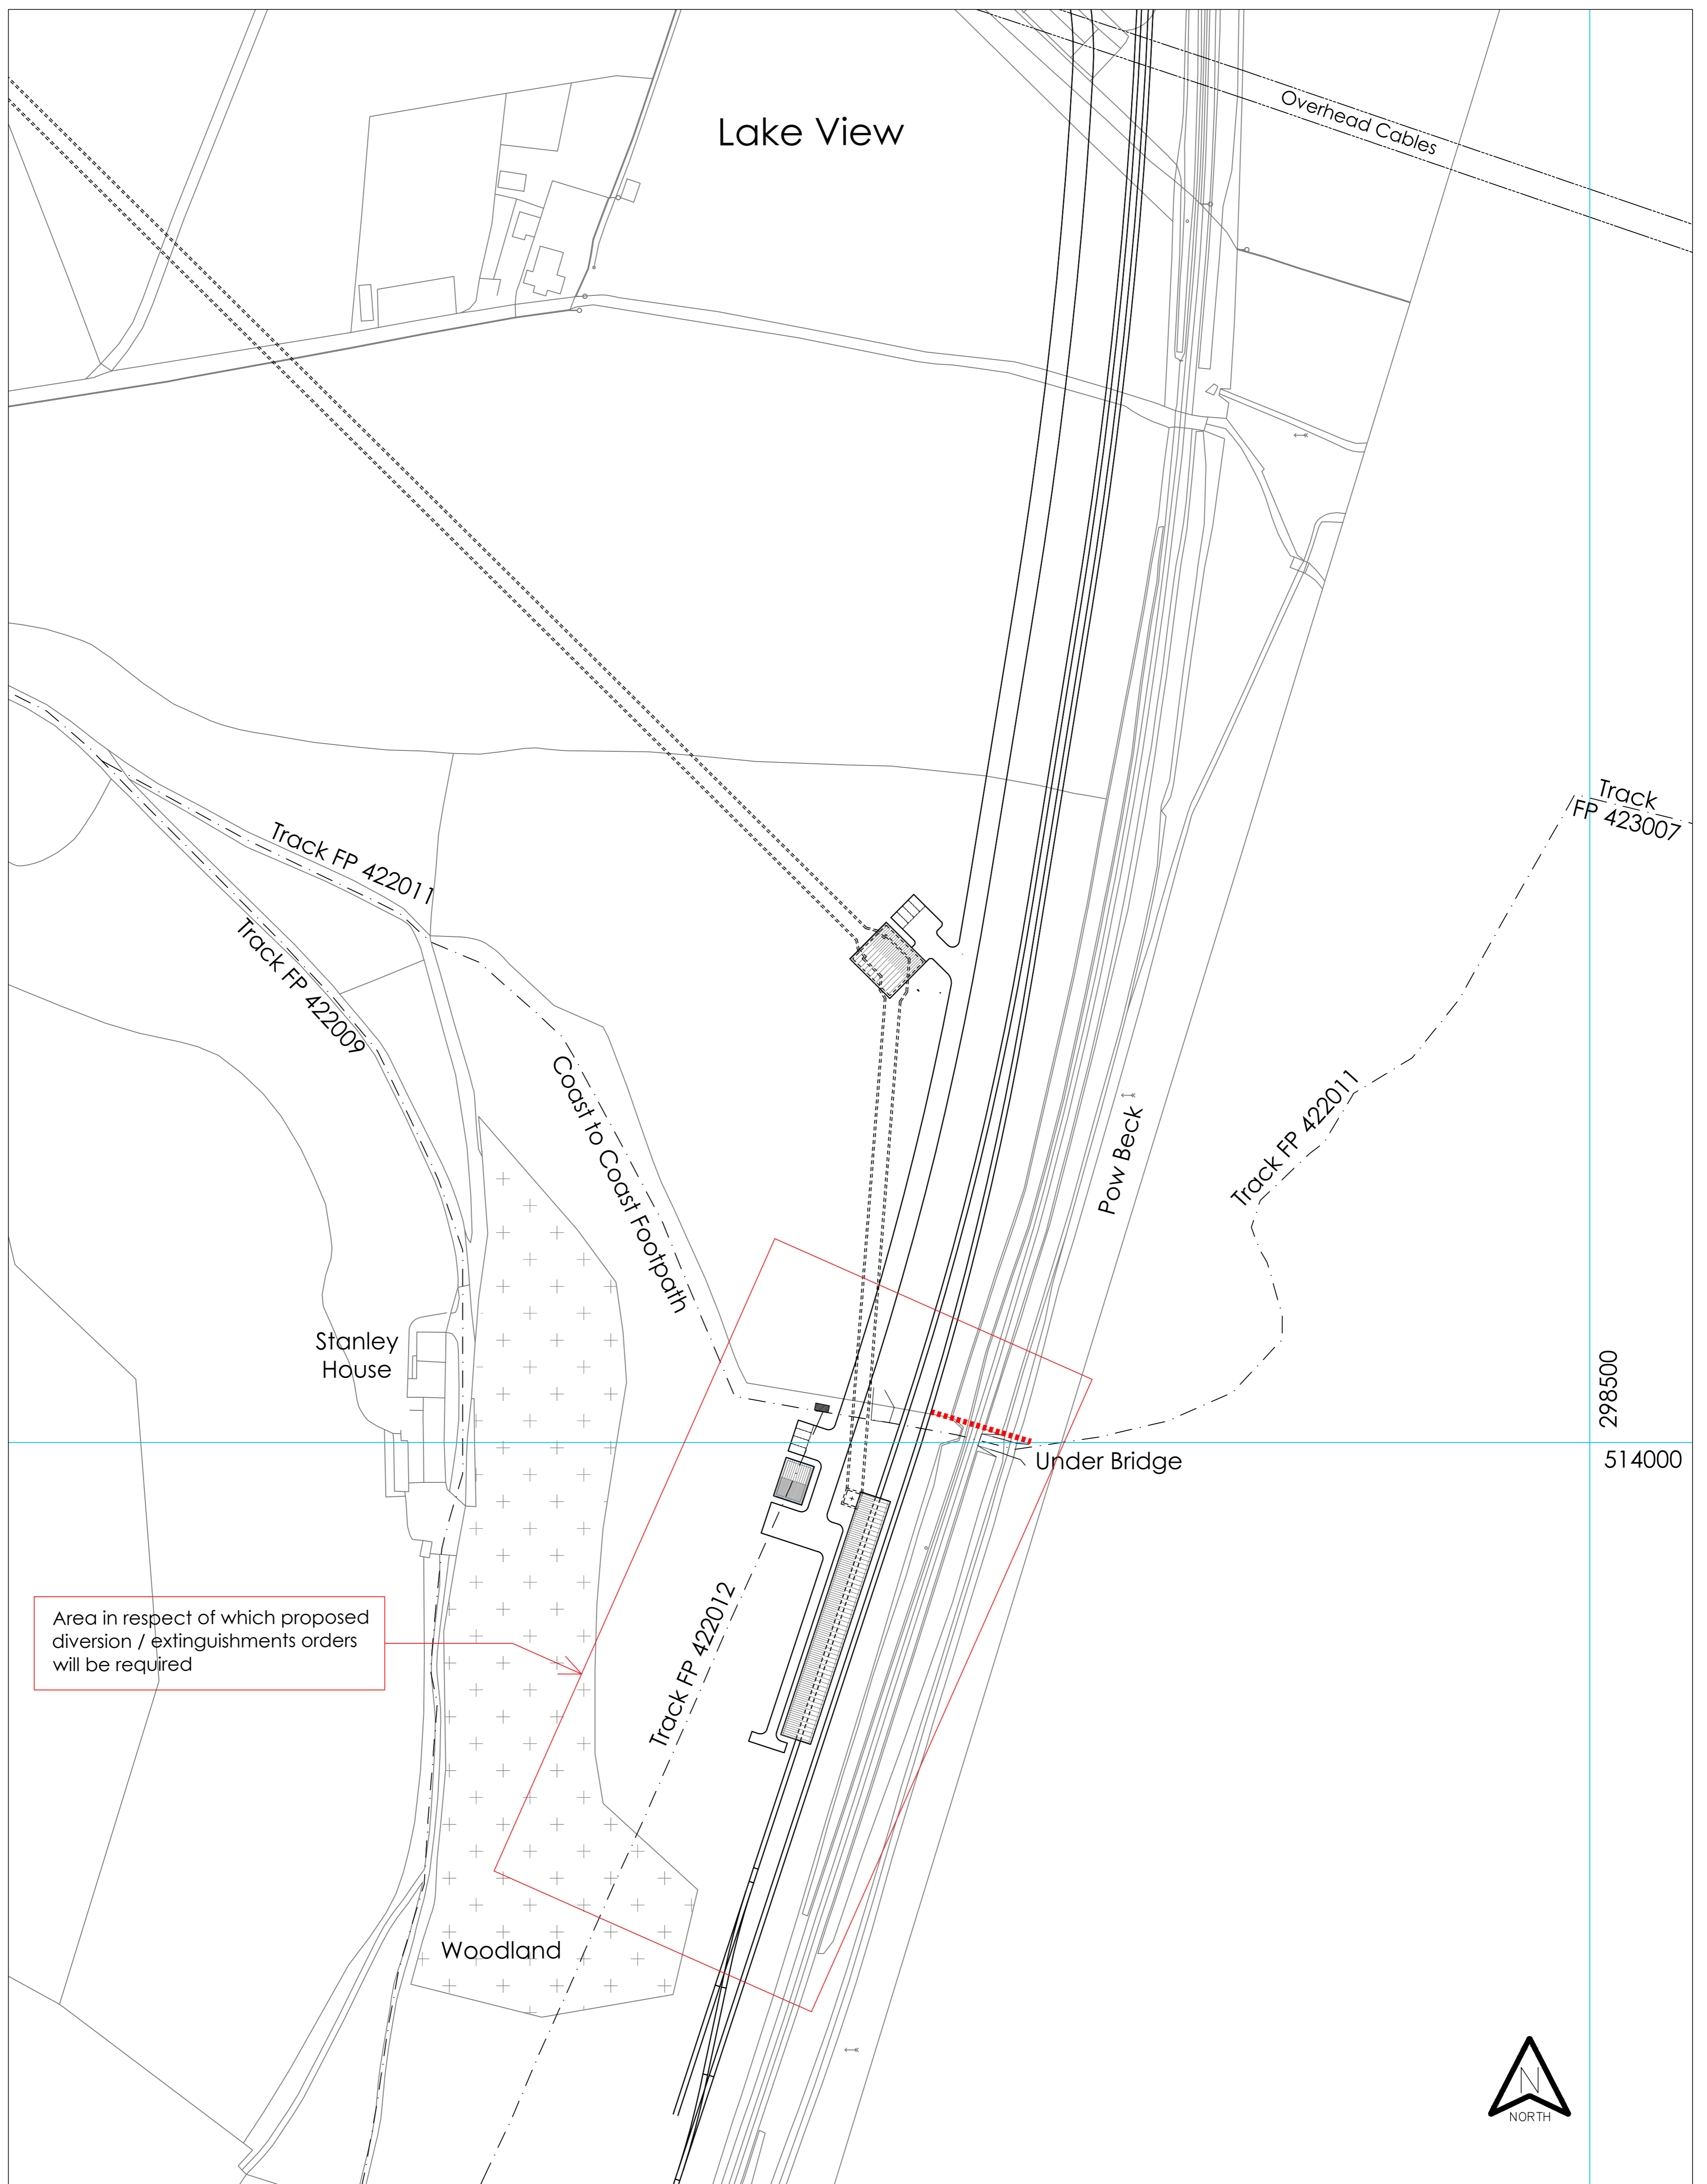 Lake View
Overhead Cables
Track
FP 423007
Track FP 422011
Track FP 422009
Coast to Coast Footpath
Track FP 422011
Pow Beck
Stanley
House
298500
514000
Under Bridge
Area in respect of which proposed
diversion / extinguishments orders
will be required
Track FP 422012
Woodland
N
NORTH